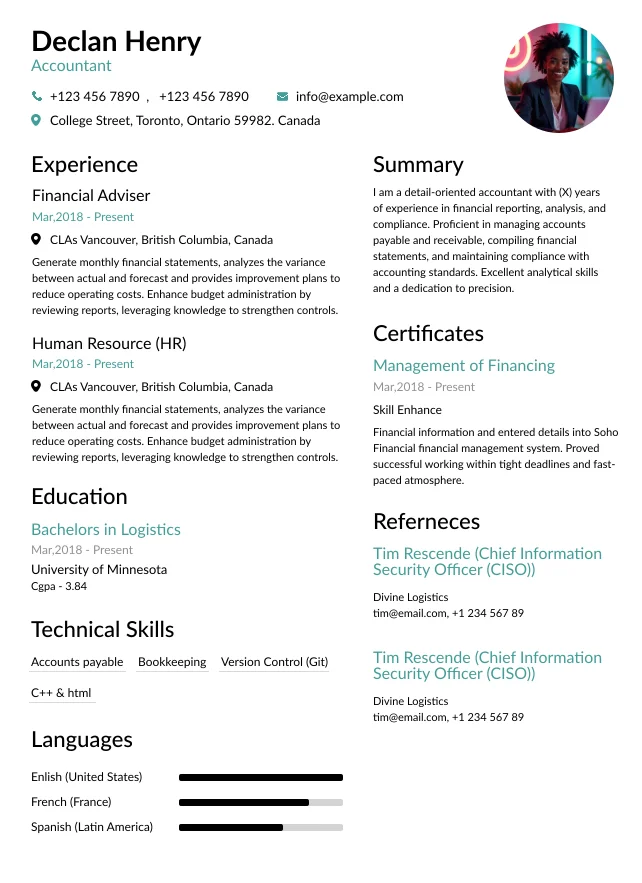 Declan Henry
Accountant
+123 456 7890 , +123 456 7890 info@example.com
College Street, Toronto, Ontario 59982. Canada
Experience
Financial Adviser
Mar,2018 - Present
CLAs Vancouver, British Columbia, Canada
Generate monthly financial statements, analyzes the variance
between actual and forecast and provides improvement plans to
reduce operating costs. Enhance budget administration by
reviewing reports, leveraging knowledge to strengthen controls.
Human Resource (HR)
Mar,2018 - Present
CLAs Vancouver, British Columbia, Canada
Generate monthly financial statements, analyzes the variance
between actual and forecast and provides improvement plans to
reduce operating costs. Enhance budget administration by
reviewing reports, leveraging knowledge to strengthen controls.
Education
Bachelors in Logistics
Mar,2018 - Present
University of Minnesota
Cgpa - 3.84
Technical Skills
Accounts payable Bookkeeping Version Control (Git)
C++ & html
Languages
Enlish (United States)
French (France)
Spanish (Latin America)
Summary
I am a detail-oriented accountant with (X) years
of experience in financial reporting, analysis, and
compliance. Proficient in managing accounts
payable and receivable, compiling financial
statements, and maintaining compliance with
accounting standards. Excellent analytical skills
and a dedication to precision.
Certificates
Management of Financing
Mar,2018 - Present
Skill Enhance
Financial information and entered details into Soho
Financial financial management system. Proved
successful working within tight deadlines and fast-
paced atmosphere.
Referneces
Tim Rescende (Chief Information
Security Officer (CISO))
Divine Logistics
tim@email.com, +1 234 567 89
Tim Rescende (Chief Information
Security Officer (CISO))
Divine Logistics
tim@email.com, +1 234 567 89